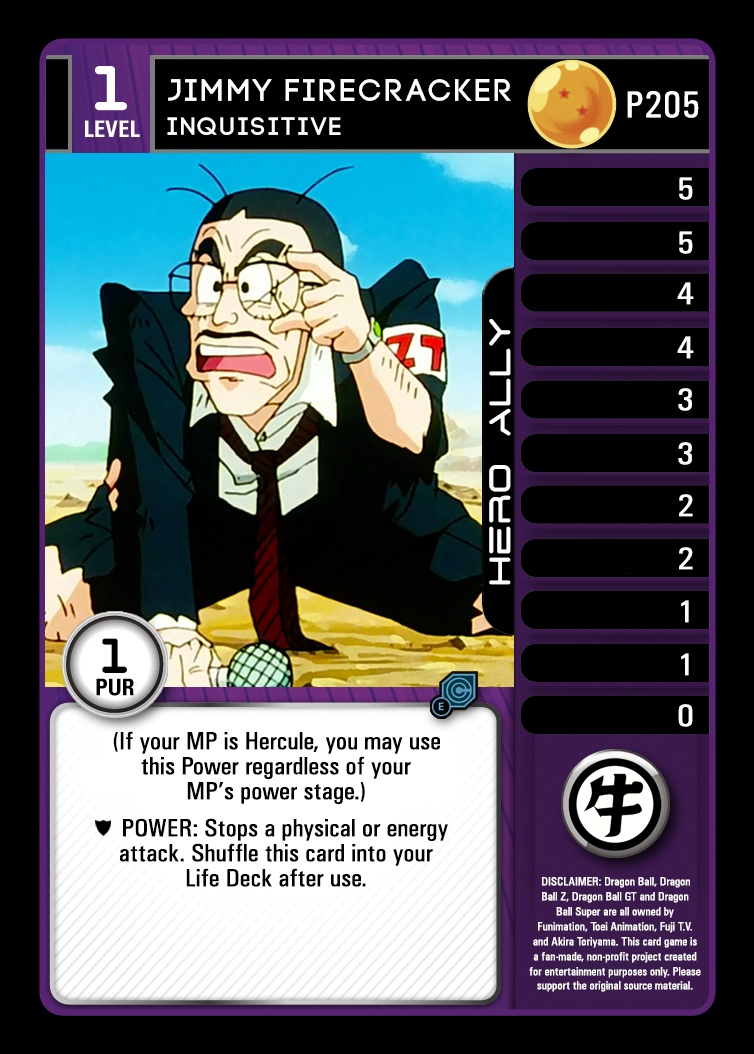 1
LEVEL
JIMMY FIRECRACKER
INQUISITIVE
P205
5
5
4
4
3
3
2
2
1
1
0
HERO ALLY
ZT
1
PUR
E
(If your MP is Hercule, you may use
this Power regardless of your
MP's power stage.)
POWER: Stops a physical or energy
attack. Shuffle this card into your
Life Deck after use.
牛
DISCLAIMER: Dragon Ball, Dragon
Ball Z, Dragon Ball GT and Dragon
Ball Super are all owned by
Funimation, Toei Animation, Fuji T.V.
and Akira Toriyama. This card game is
a fan-made, non-profit project created
for entertainment purposes only. Please
support the original source material.